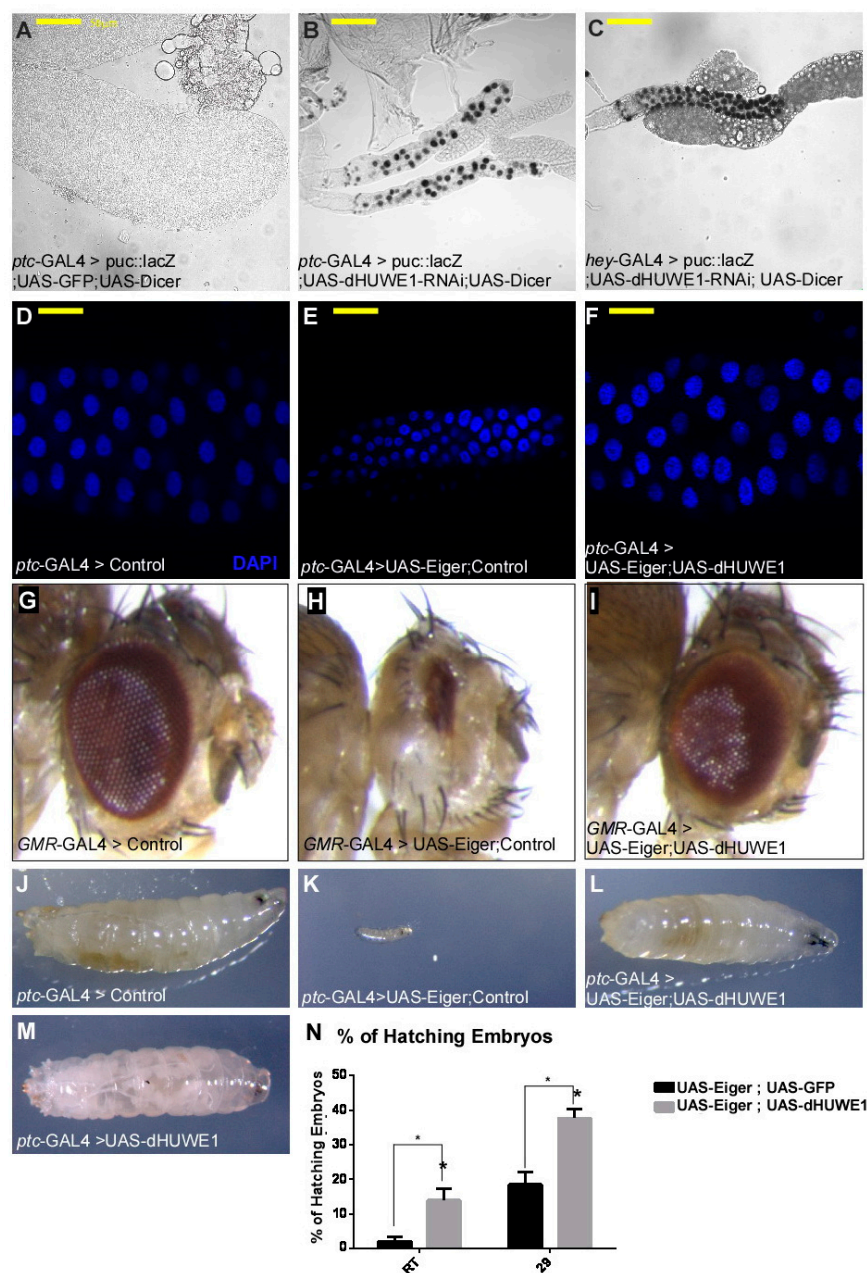 A
20µm
ptc-GAL4 > puc::lacZ
;UAS-GFP;UAS-Dicer
B
ptc-GAL4 > puc::lacZ
;UAS-dHUWE1-RNAi;UAS-Dicer
C
hey-GAL4 > puc::lacZ
;UAS-dHUWE1-RNAi; UAS-Dicer
D
ptc-GAL4 > Control
DAPI
E
ptc-GAL4>UAS-Eiger;Control
F
ptc-GAL4 >
UAS-Eiger;UAS-dHUWE1
G
GMR-GAL4 > Control
H
GMR-GAL4 > UAS-Eiger;Control
I
GMR-GAL4 >
UAS-Eiger;UAS-dHUWE1
J
ptc-GAL4 > Control
K
ptc-GAL4>UAS-Eiger;Control
L
ptc-GAL4 >
UAS-Eiger;UAS-dHUWE1
M
ptc-GAL4 >UAS-dHUWE1
N % of Hatching Embryos
% of Hatching Embryos
50
40
30
20
10
0
*
*
*
*
RT
29
UAS-Eiger ; UAS-GFP
UAS-Eiger ; UAS-dHUWE1